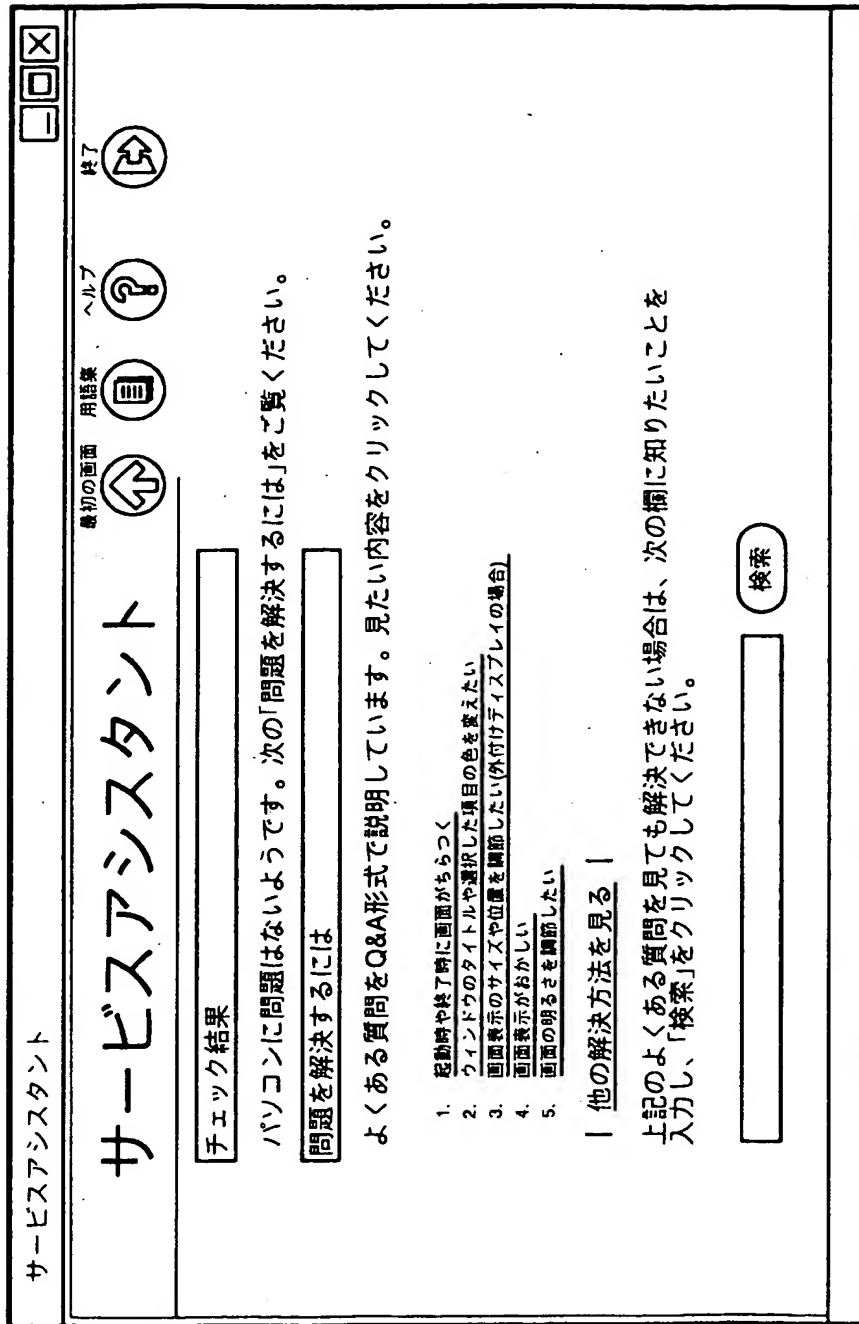 サービスアシスタント
サービスアシスタント
最初の画面 用語集 ヘルプ 終了
チェック結果
パソコンに問題はないようです。次の「問題を解決するには」をご覧ください。
問題を解決するには
よくある質問をQ&A形式で説明しています。見たい内容をクリックしてください。
1. 起動時や終了時に画面がちらつく
2. ウィンドウのタイトルや選択した項目の色を変えたい
3. 画面表示のサイズや位置を調節したい(外付けディスプレイの場合)
4. 画面表示がおかしい
5. 画面の明るさを調節したい
| 他の解決方法を見る |
上記のよくある質問を見ても解決できない場合は、次の欄に知りたいことを
入力し、「検索」をクリックしてください。
検索